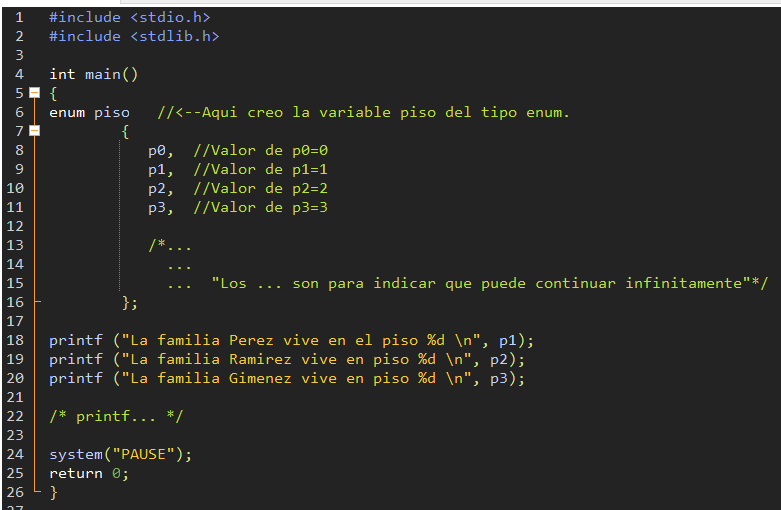 1 #include <stdio.h>
2 #include <stdlib.h>
3
4 int main()
5 {
6 enum piso //<--Aqui creo la variable piso del tipo enum.
7 {
8 p0, //Valor de p0=0
9 p1, //Valor de p1=1
10 p2, //Valor de p2=2
11 p3, //Valor de p3=3
12
13 /*...
14 ...
15 ... "Los ... son para indicar que puede continuar infinitamente"*/
16 };
17
18 printf ("La familia Perez vive en el piso %d \n", p1);
19 printf ("La familia Ramirez vive en piso %d \n", p2);
20 printf ("La familia Gimenez vive en piso %d \n", p3);
21
22 /* printf... */
23
24 system("PAUSE");
25 return 0;
26 }
27